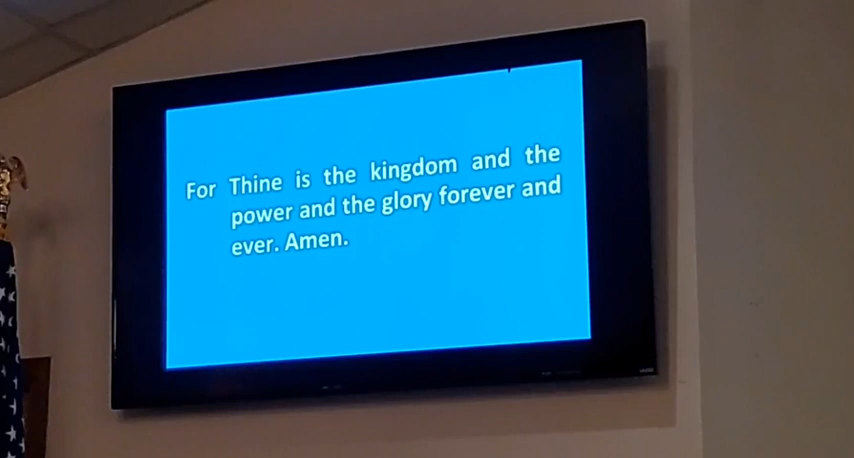 For Thine is the kingdom and the
power and the glory forever and
ever. Amen.